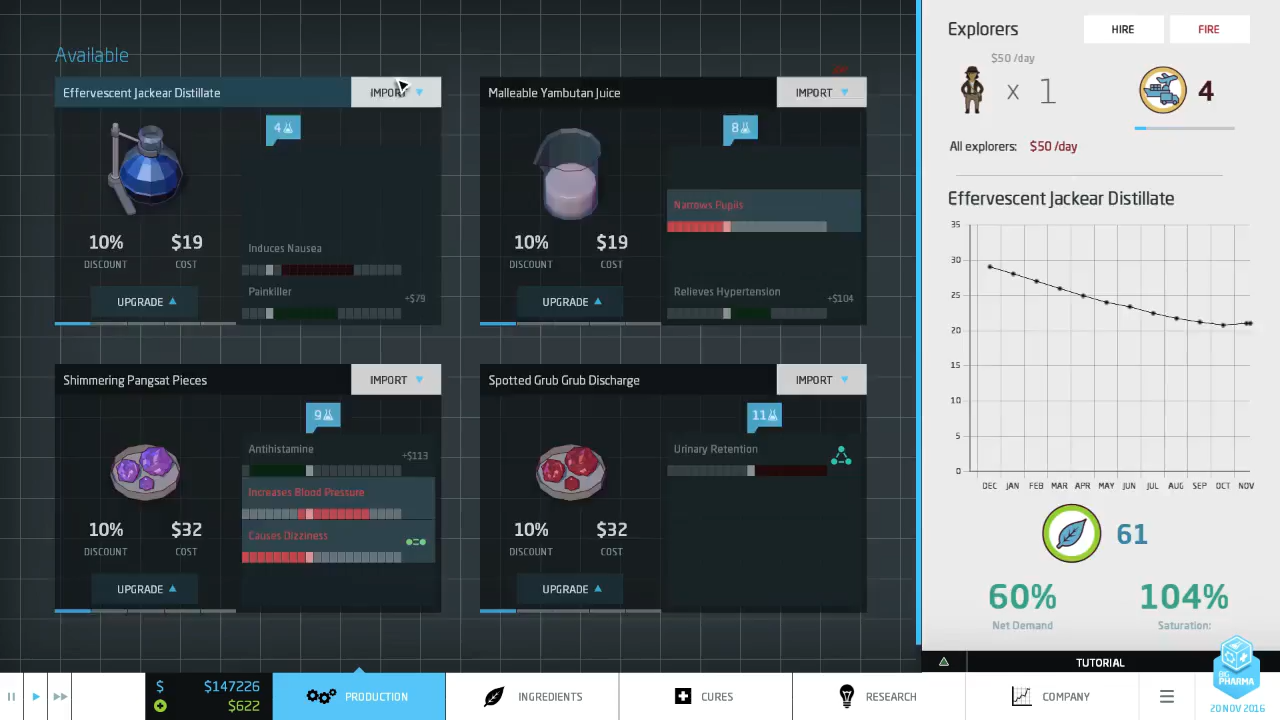 Available
Effervescent Jackear Distillate
IMPORT
4
10%
DISCOUNT
$19
COST
UPGRADE
Induces Nausea
Painkiller
+$79
Malleable Yambutan Juice
IMPORT
8
10%
DISCOUNT
$19
COST
UPGRADE
Narrows Pupils
Relieves Hypertension
+$104
Shimmering Pangsat Pieces
IMPORT
9
10%
DISCOUNT
$32
COST
UPGRADE
Antihistamine
+$113
Increases Blood Pressure
Causes Dizziness
Spotted Grub Grub Discharge
IMPORT
11
10%
DISCOUNT
$32
COST
UPGRADE
Urinary Retention
Explorers
HIRE
FIRE
$50 /day
X 1
4
All explorers: $50 /day
Effervescent Jackear Distillate
35
30
25
20
15
10
5
0
DEC JAN FEB MAR APR MAY JUN JUL AUG SEP OCT NOV
61
60%
Net Demand
104%
Saturation:
TUTORIAL
$ $147226
$622
PRODUCTION
INGREDIENTS
CURES
RESEARCH
COMPANY
BIG PHARMA
20 NOV 2016